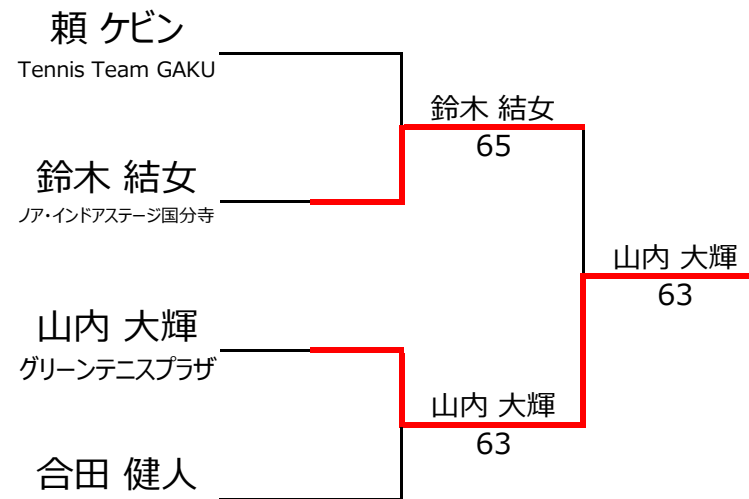 頼 ケビン
Tennis Team GAKU
鈴木 結女
65
鈴木 結女
ノア・インドアステージ国分寺
山内 大輝
63
山内 大輝
グリーンテニスプラザ
山内 大輝
63
合田 健人